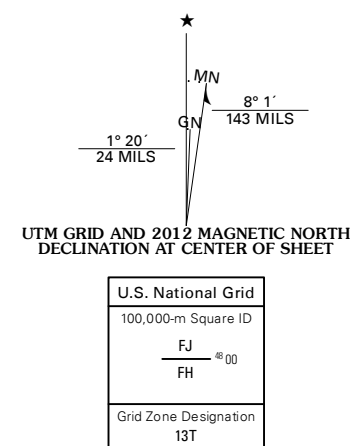 ★
MN
8° 1´
143 MILS
GN
1° 20´
24 MILS
UTM GRID AND 2012 MAGNETIC NORTH
DECLINATION AT CENTER OF SHEET
U.S. National Grid
100,000-m Square ID
FJ
48 00
FH
Grid Zone Designation
13T